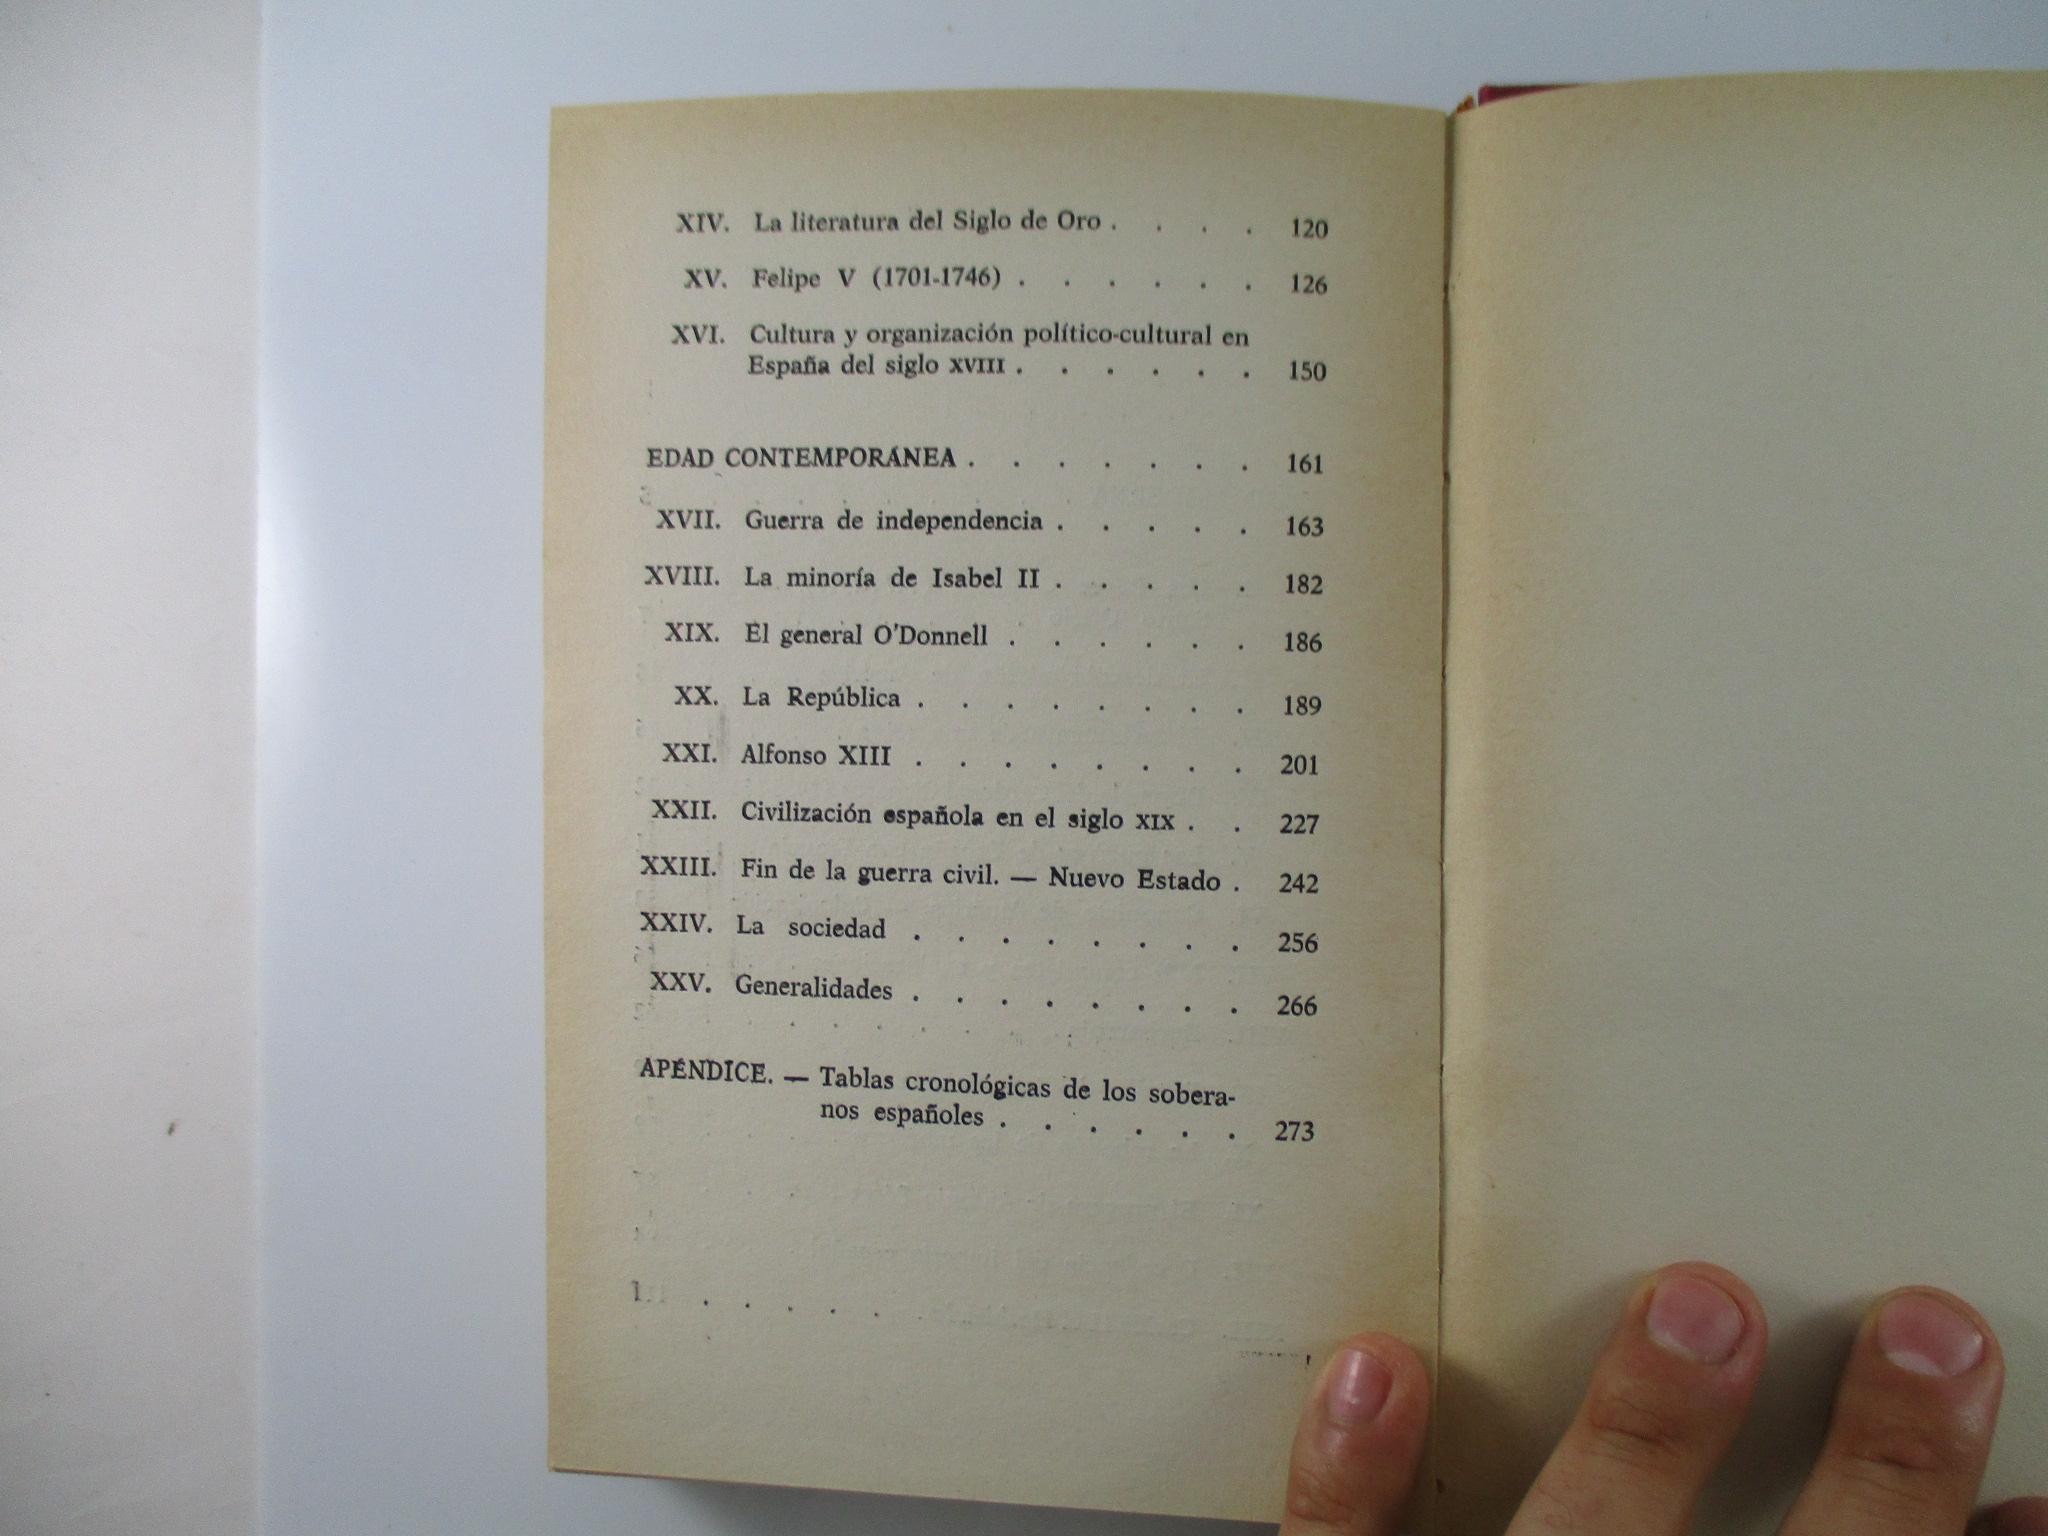 XIV. La literatura del Siglo de Oro . . . . 120
XV. Felipe V (1701-1746) . . . . . . 126
XVI. Cultura y organización político-cultural en
España del siglo XVIII . . . . . . 150
EDAD CONTEMPORÁNEA . . . . . . . 161
XVII. Guerra de independencia . . . . . 163
XVIII. La minoría de Isabel II . . . . . 182
XIX. El general O'Donnell . . . . . . 186
XX. La República . . . . . . . . 189
XXI. Alfonso XIII . . . . . . . . 201
XXII. Civilización española en el siglo XIX . . 227
XXIII. Fin de la guerra civil. — Nuevo Estado . 242
XXIV. La sociedad . . . . . . . . 256
XXV. Generalidades . . . . . . . . 266
APÉNDICE. — Tablas cronológicas de los sobera-
nos españoles . . . . . . 273